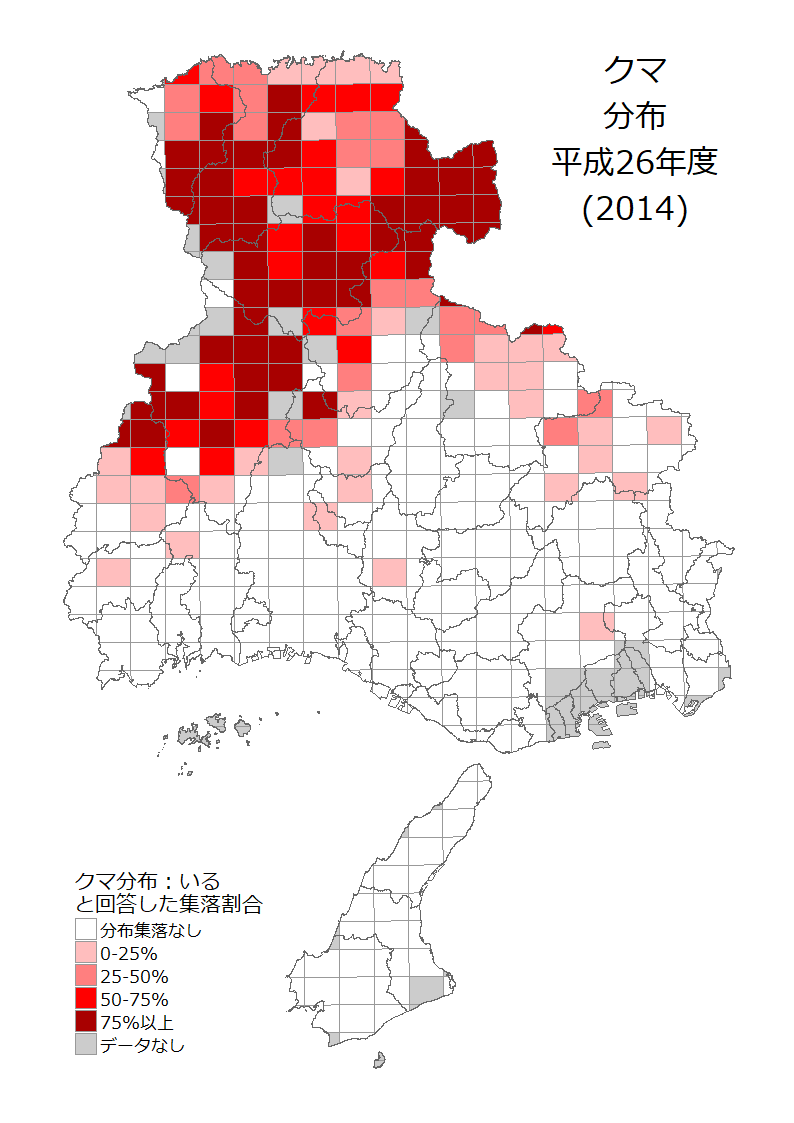 クマ
分布
平成26年度
(2014)
クマ分布：いる
と回答した集落割合
分布集落なし
0-25%
25-50%
50-75%
75%以上
データなし